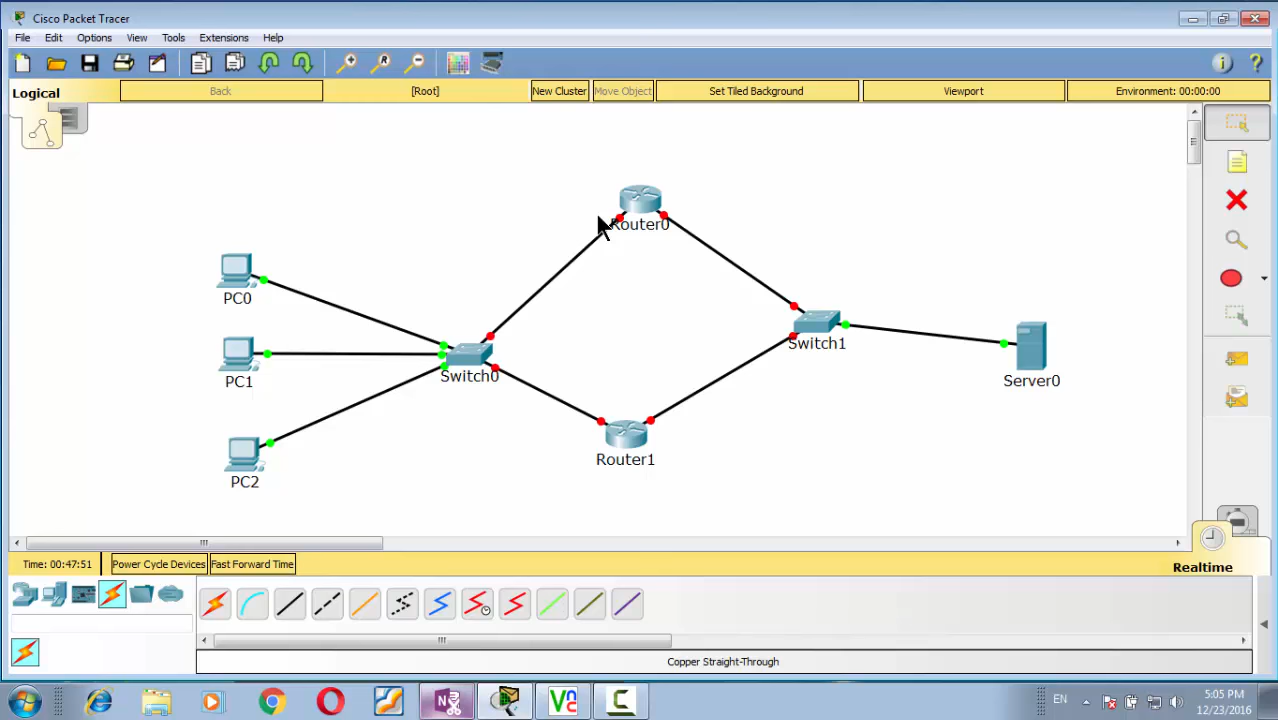 Cisco Packet Tracer
File Edit Options View Tools Extensions Help
Logical Back [Root] New Cluster Move Object Set Tiled Background Viewport Environment: 00:00:00
Router0
PC0
Switch1
PC1
Switch0
Server0
Router1
PC2
Time: 00:47:51 Power Cycle Devices Fast Forward Time
Realtime
Copper Straight-Through
EN
5:05 PM
12/23/2016